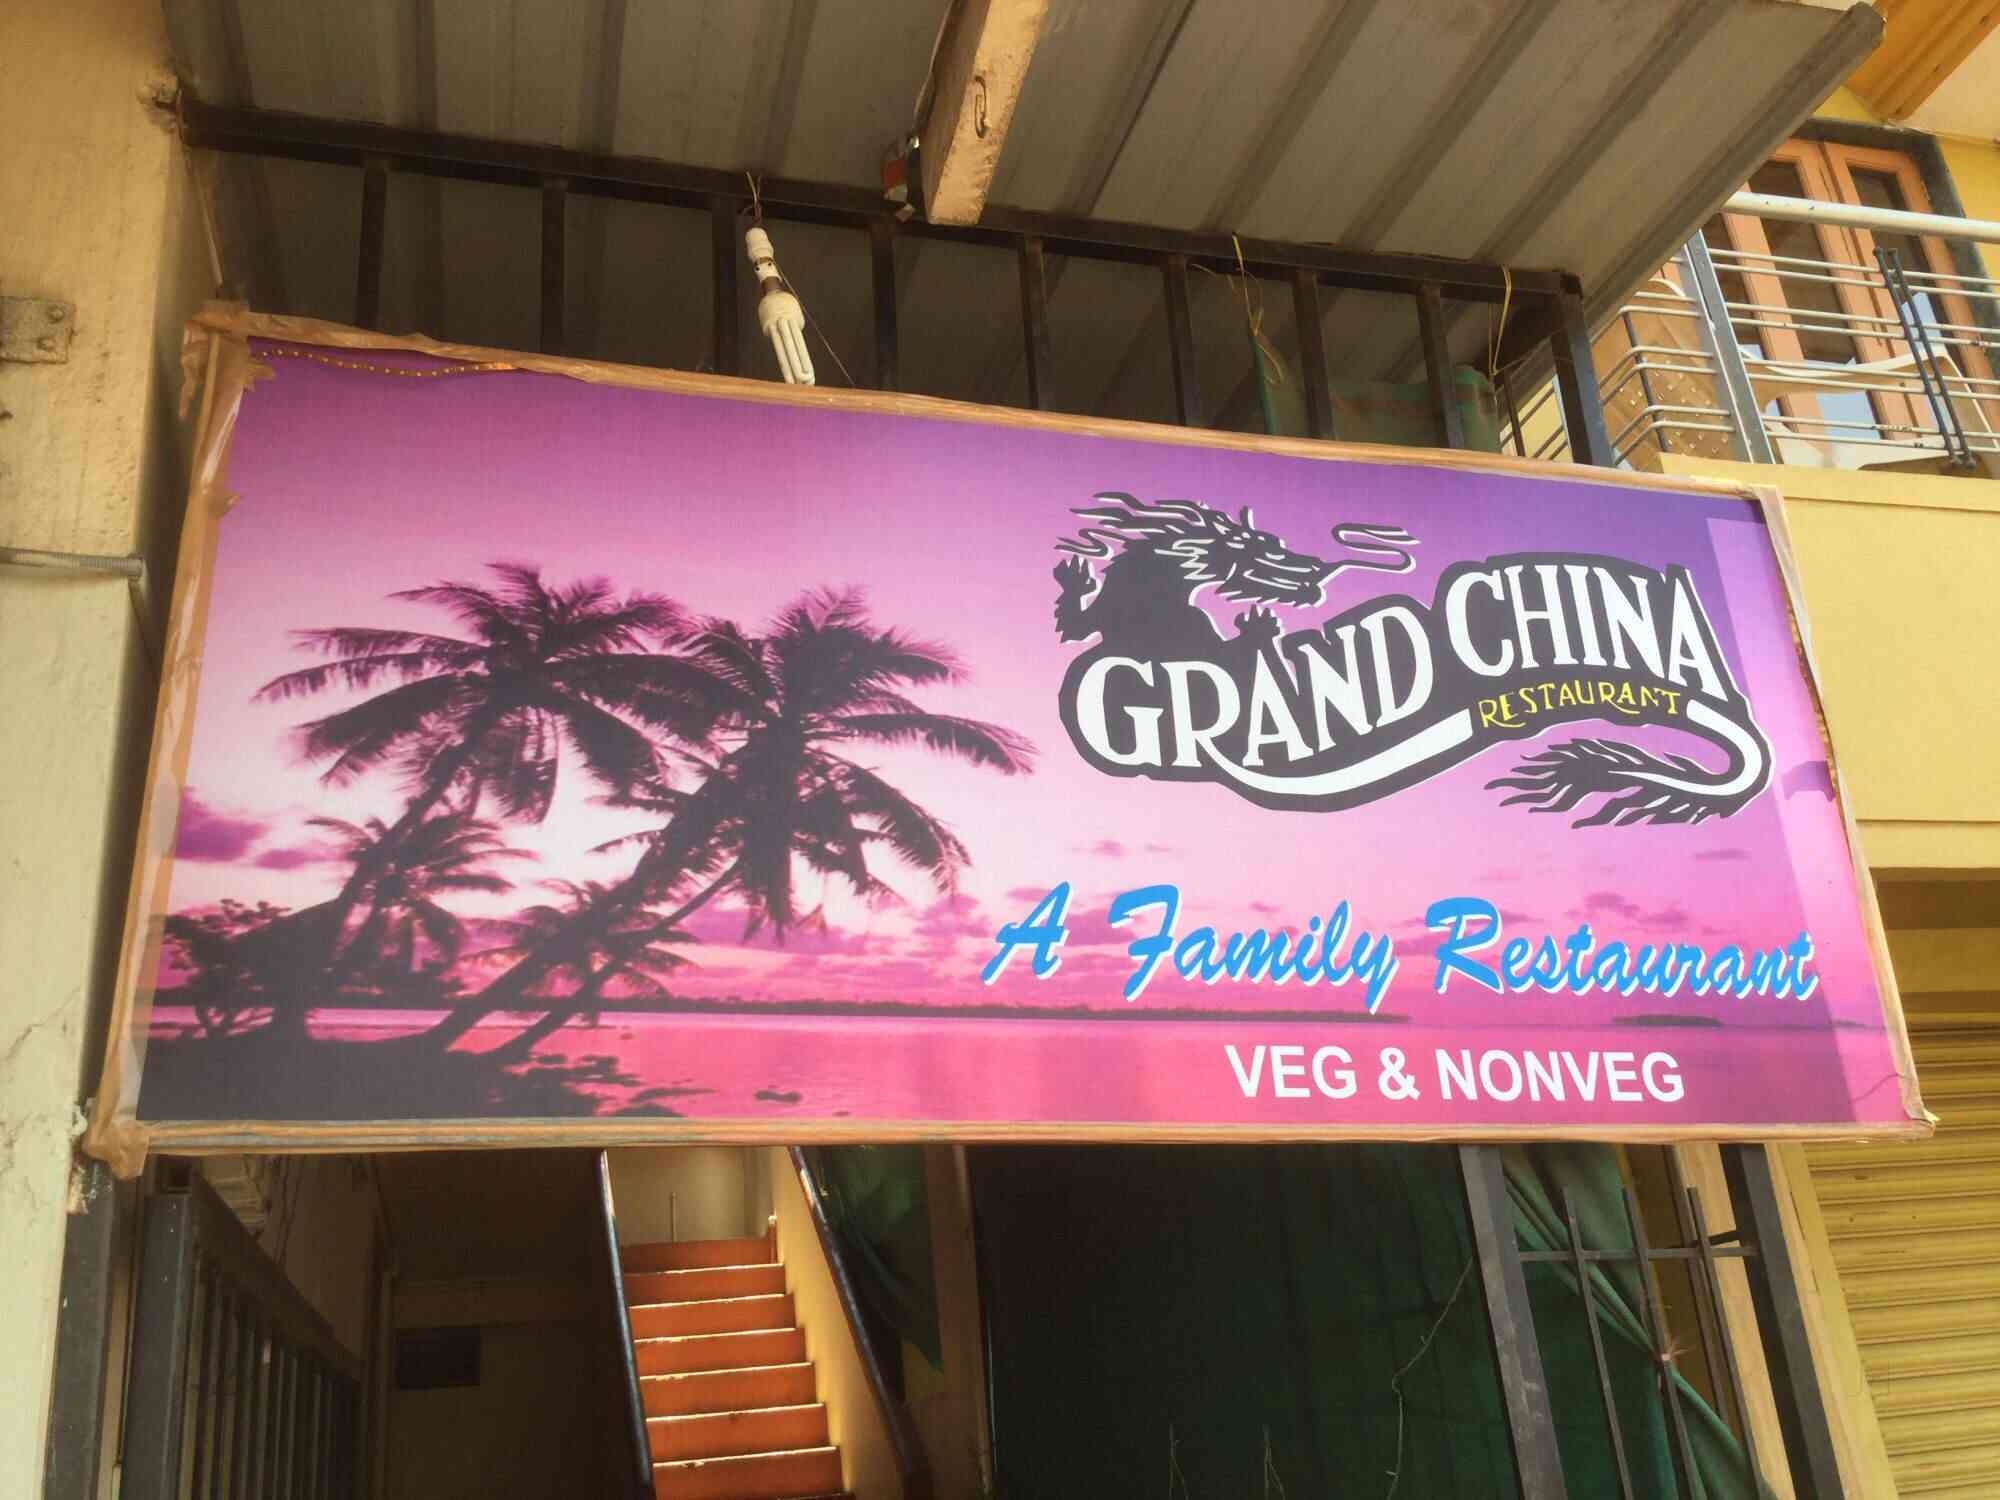 GRAND CHINA
RESTAURANT
A Family Restaurant
VEG & NONVEG